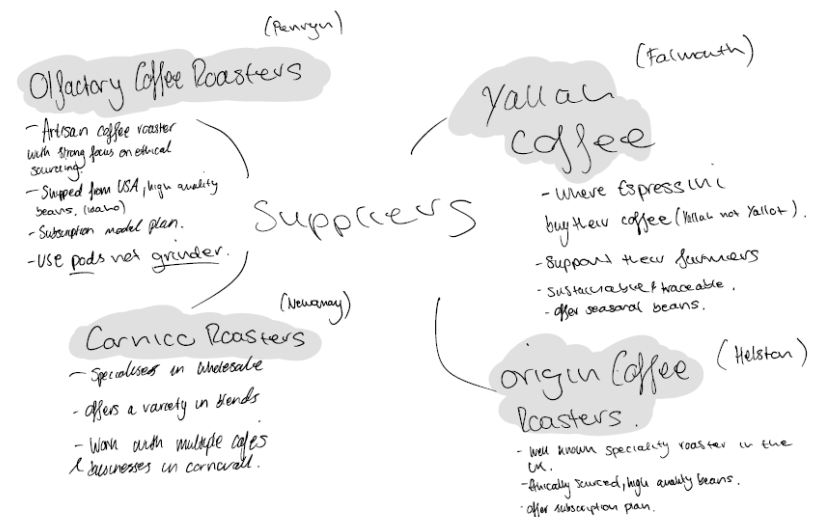 (Penryn)
Olfactory Coffee Roasters
- Artisan coffee roaster
with strong focus on ethical
sourcing.
- Shipped from USA, high quality
beans. (Idaho)
- Subscription model plan.
- USE pods not grinder.
Suppliers
(Falmouth)
Yallah
Coffee
- Where Espressini
buy their coffee (Yallah not Yallot).
- Support their farmers
- Sustainable & traceable.
- offer seasonal beans.
(Newquay)
Carnicc Roasters
- Specialises in wholesale
- offers a variety in blends
- Work with multiple cafes
& businesses in cornwall.
(Helston)
origin Coffee
Roasters.
- Well known speciality roaster in the
UK.
- Ethically sourced, high quality beans.
- offer subscription plan.